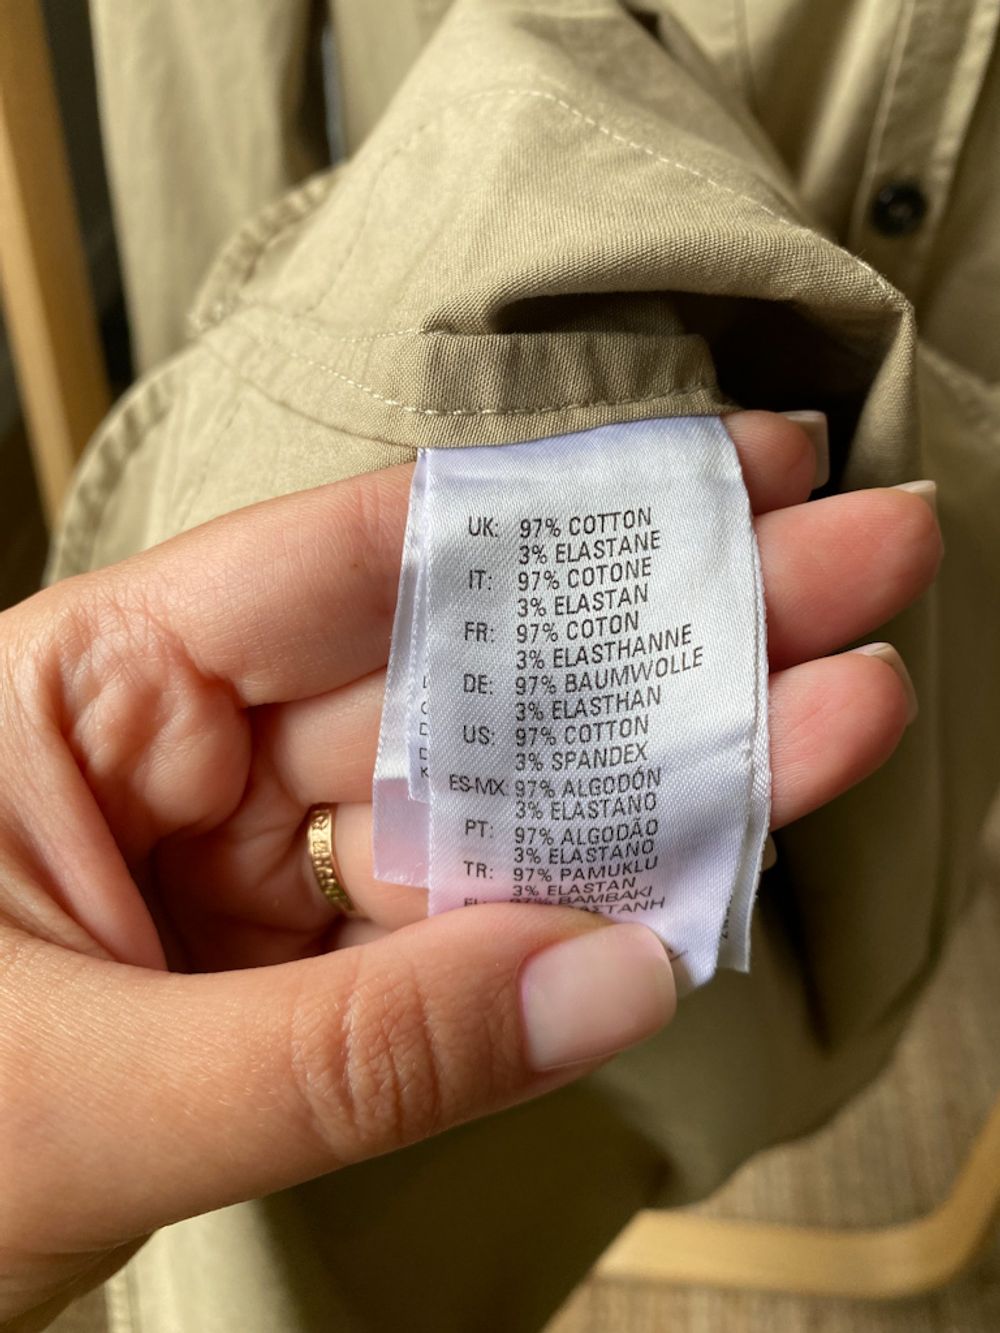 UK: 97% COTTON
3% ELASTANE
IT: 97% COTONE
3% ELASTAN
FR: 97% COTON
3% ELASTHANNE
DE: 97% BAUMWOLLE
3% ELASTHAN
US: 97% COTTON
3% SPANDEX
ES-MX: 97% ALGODÓN
3% ELASTANO
PT: 97% ALGODÃO
3% ELASTANO
TR: 97% PAMUKLU
3% ELASTAN
97% BAMBAKI